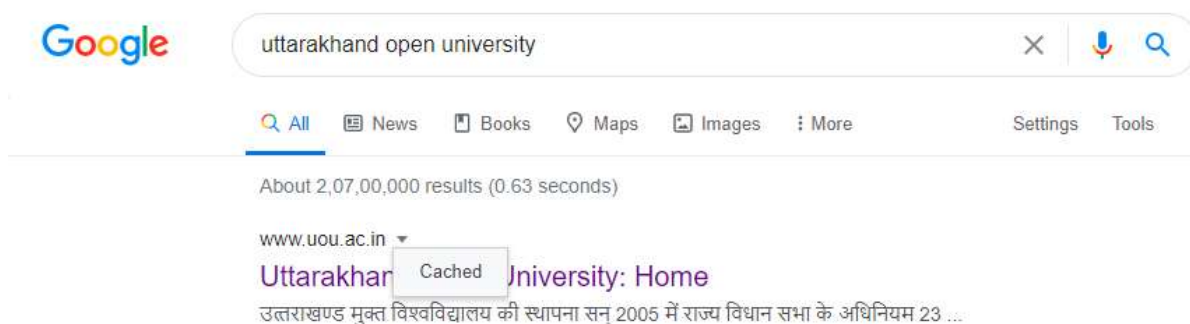 Google
uttarakhand open university
All News Books Maps Images More Settings Tools
About 2,07,00,000 results (0.63 seconds)
www.uou.ac.in
Cached
Uttarakhan University: Home
उत्तराखण्ड मुक्त विश्वविद्यालय की स्थापना सन् 2005 में राज्य विधान सभा के अधिनियम 23 ...